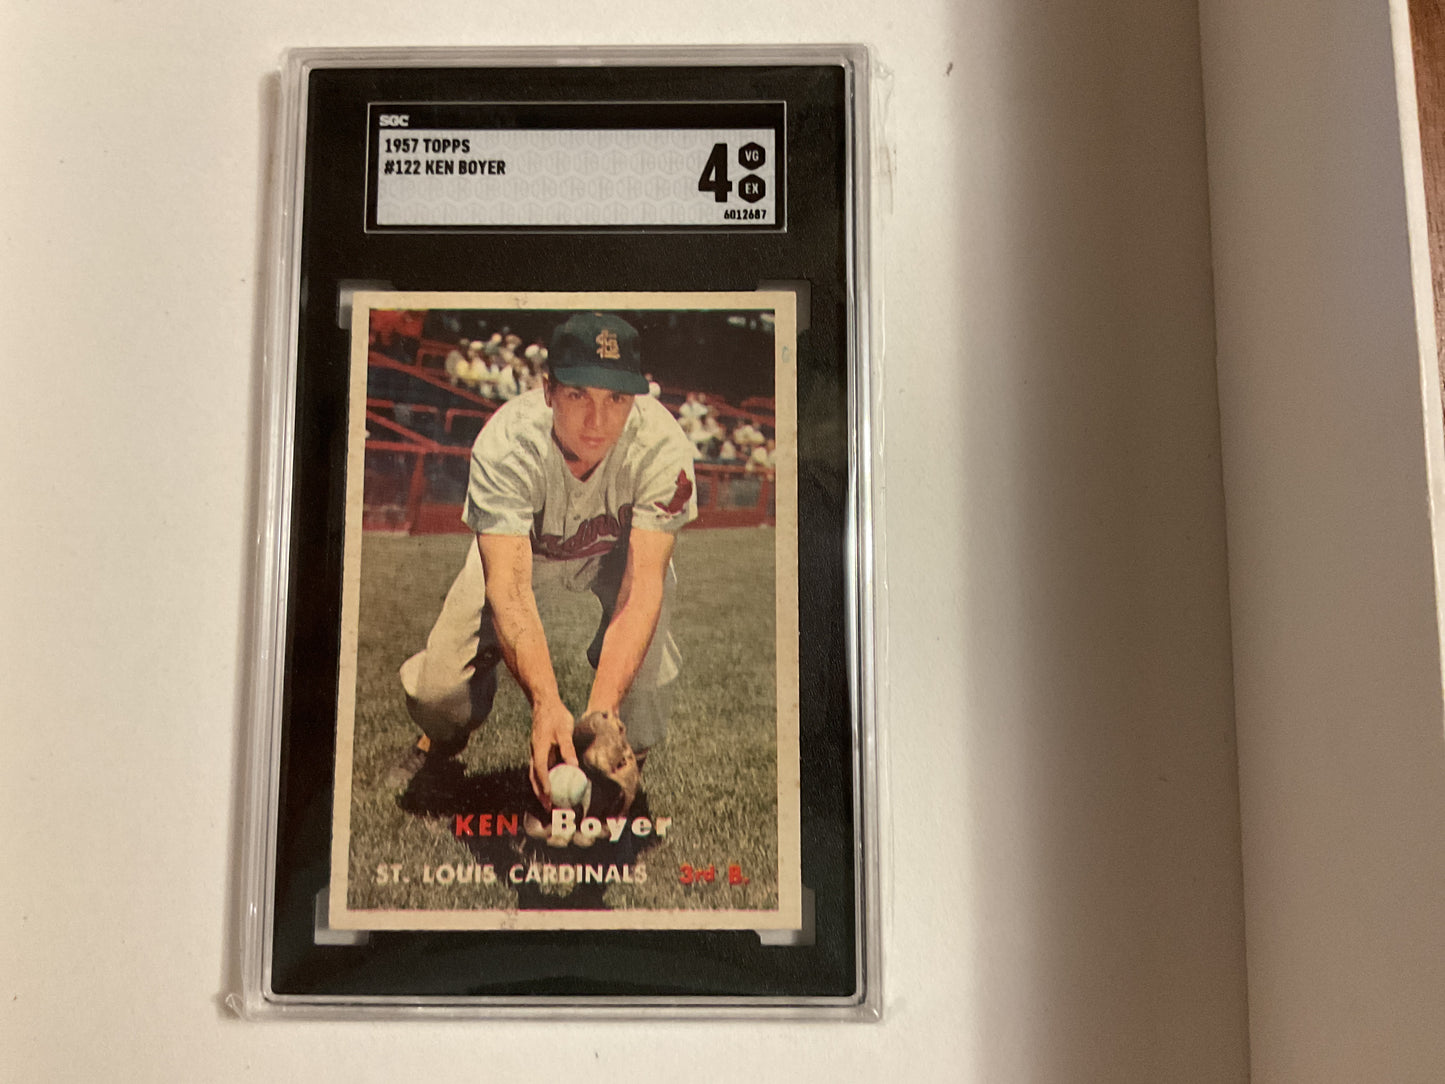 SGC
1957 TOPPS
#122 KEN BOYER
4
VG
EX
6012687
KEN Boyer
ST. LOUIS CARDINALS 3rd B.